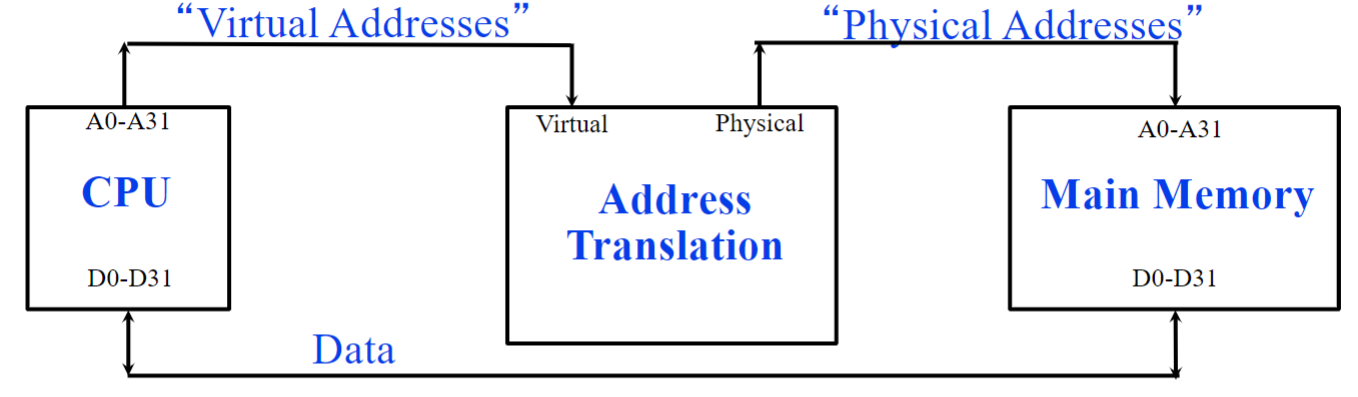 “Virtual Addresses”
“Physical Addresses”
A0-A31
CPU
D0-D31
Virtual
Physical
Address
Translation
A0-A31
Main Memory
D0-D31
Data